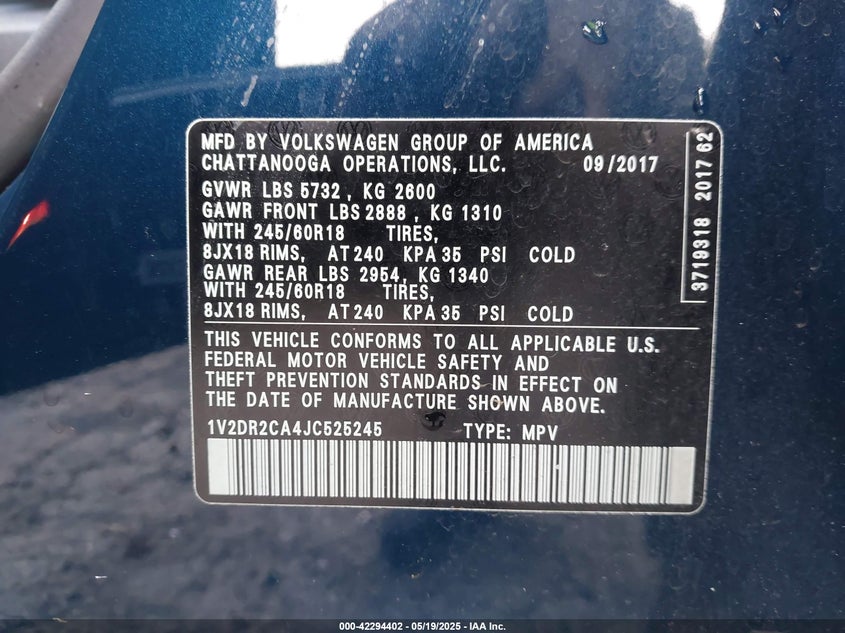 MFD BY VOLKSWAGEN GROUP OF AMERICA
CHATTANOOGA OPERATIONS, LLC. 09/2017
GVWR LBS 5732 , KG 2600
GAWR FRONT LBS 2888 , KG 1310
WITH 245/60R18 TIRES,
8JX18 RIMS, AT 240 KPA 35 PSI COLD
GAWR REAR LBS 2954 , KG 1340
WITH 245/60R18 TIRES,
8JX18 RIMS, AT 240 KPA 35 PSI COLD
THIS VEHICLE CONFORMS TO ALL APPLICABLE U.S.
FEDERAL MOTOR VEHICLE SAFETY AND
THEFT PREVENTION STANDARDS IN EFFECT ON
THE DATE OF MANUFACTURE SHOWN ABOVE.
1V2DR2CA4JC525245 TYPE: MPV
3719318 2017 62
000-42294402 - 05/19/2025 - IAA Inc.